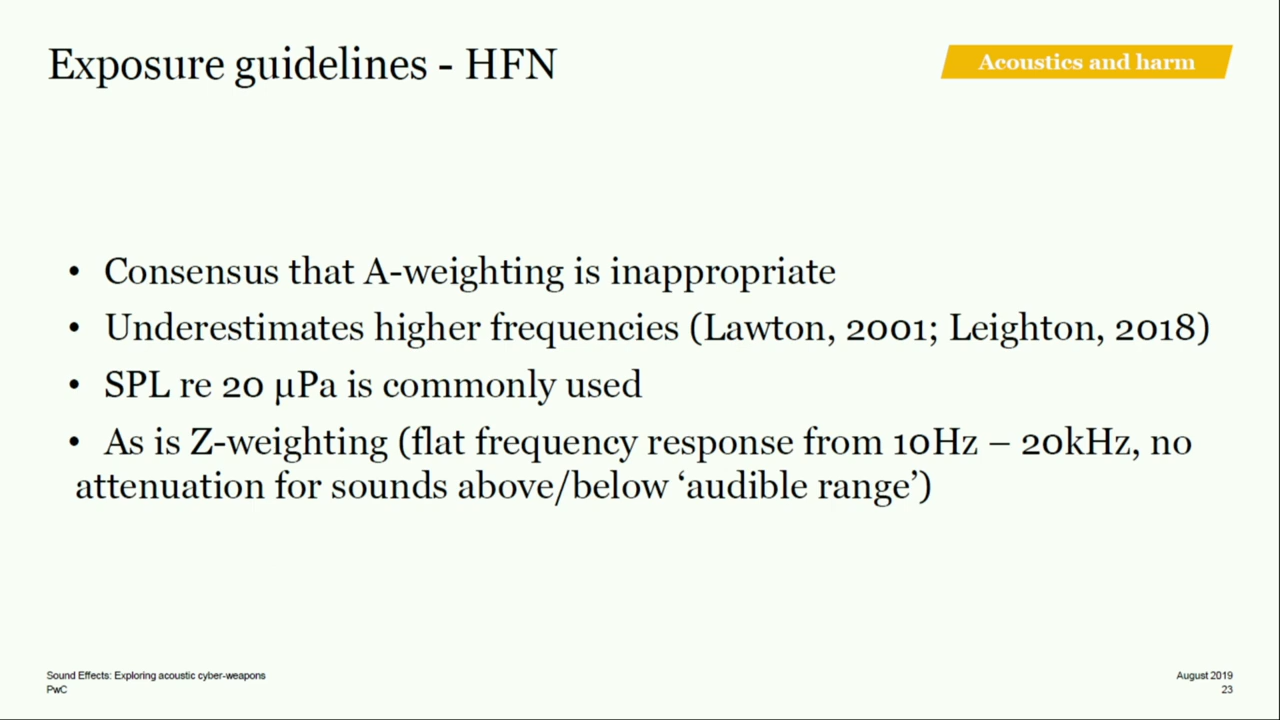 Exposure guidelines - HFN
Acoustics and harm
• Consensus that A-weighting is inappropriate
• Underestimates higher frequencies (Lawton, 2001; Leighton, 2018)
• SPL re 20 µPa is commonly used
• As is Z-weighting (flat frequency response from 10Hz – 20kHz, no
attenuation for sounds above/below ‘audible range’)
Sound Effects: Exploring acoustic cyber-weapons
PwC
August 2019
23